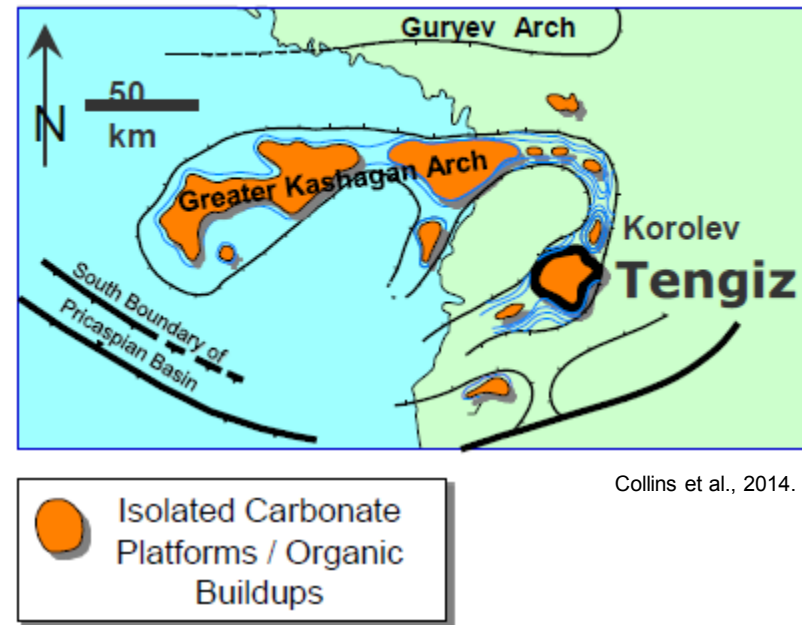 Guryev Arch
50
km
N
Greater Kashagan Arch
Korolev
Tengiz
South Boundary of
Pricaspian Basin
Collins et al., 2014.
Isolated Carbonate
Platforms / Organic
Buildups